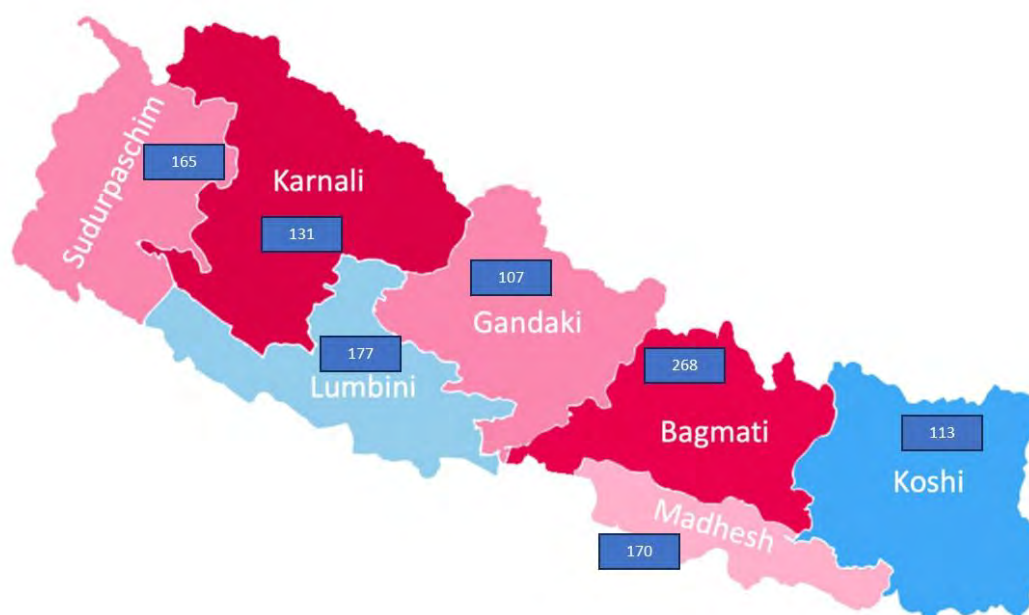 Sudurpaschim
165
Karnali
131
107
Gandaki
177
Lumbini
268
Bagmati
113
Koshi
Madhesh
170